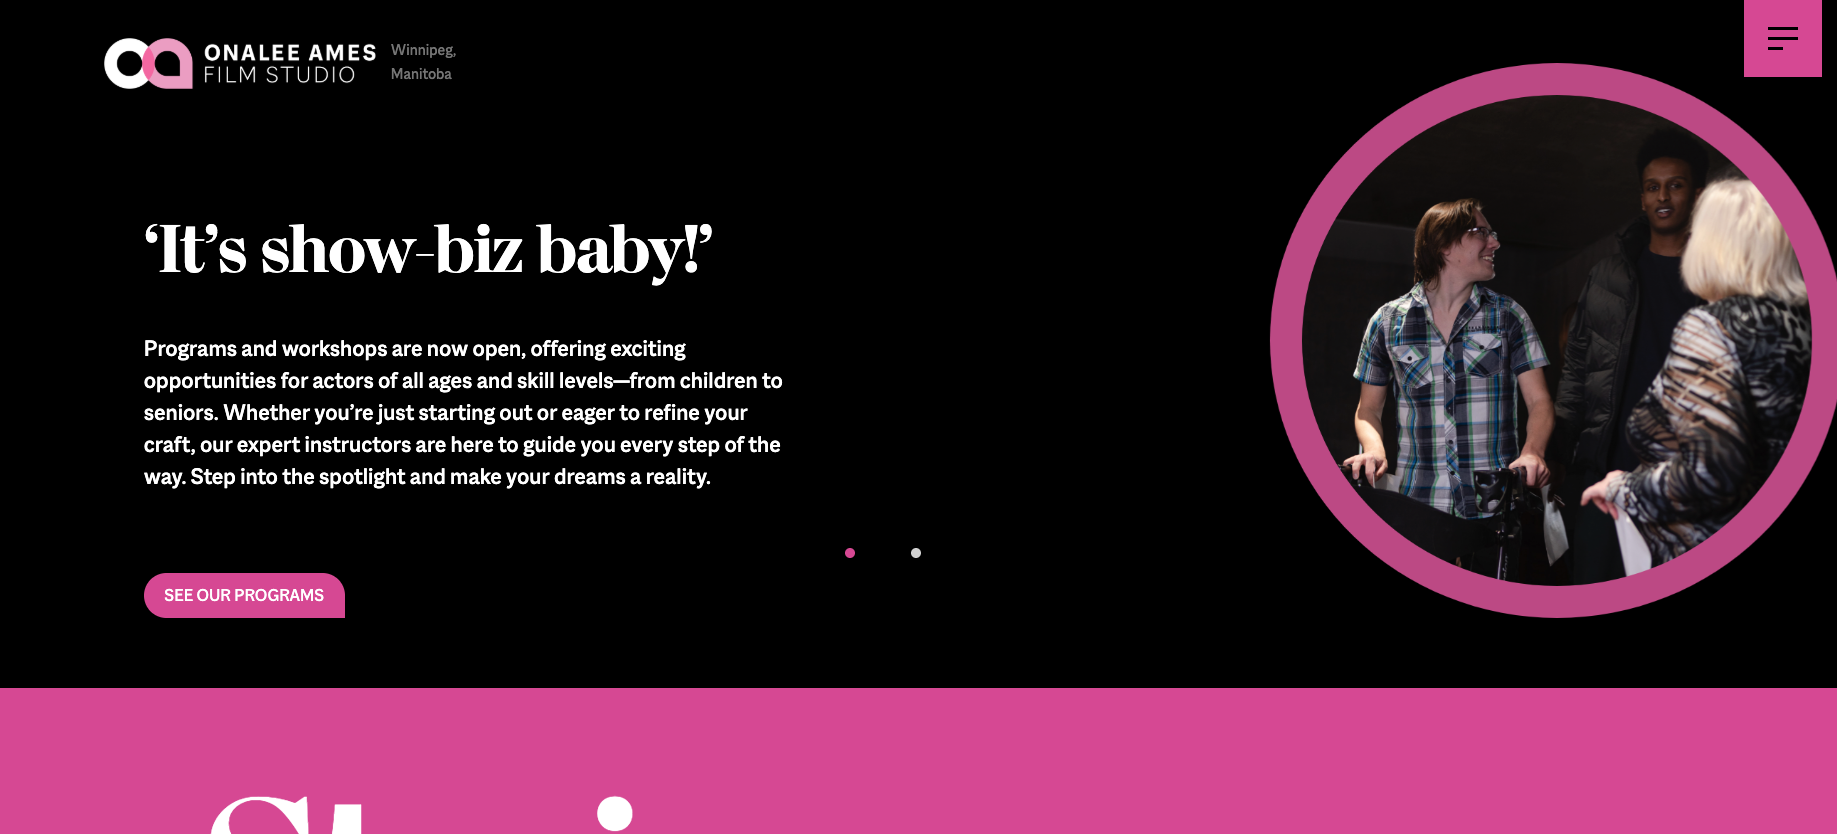 ONALEE AMES
FILM STUDIO
Winnipeg,
Manitoba
‘It’s show-biz baby!’
Programs and workshops are now open, offering exciting
opportunities for actors of all ages and skill levels—from children to
seniors. Whether you’re just starting out or eager to refine your
craft, our expert instructors are here to guide you every step of the
way. Step into the spotlight and make your dreams a reality.
SEE OUR PROGRAMS